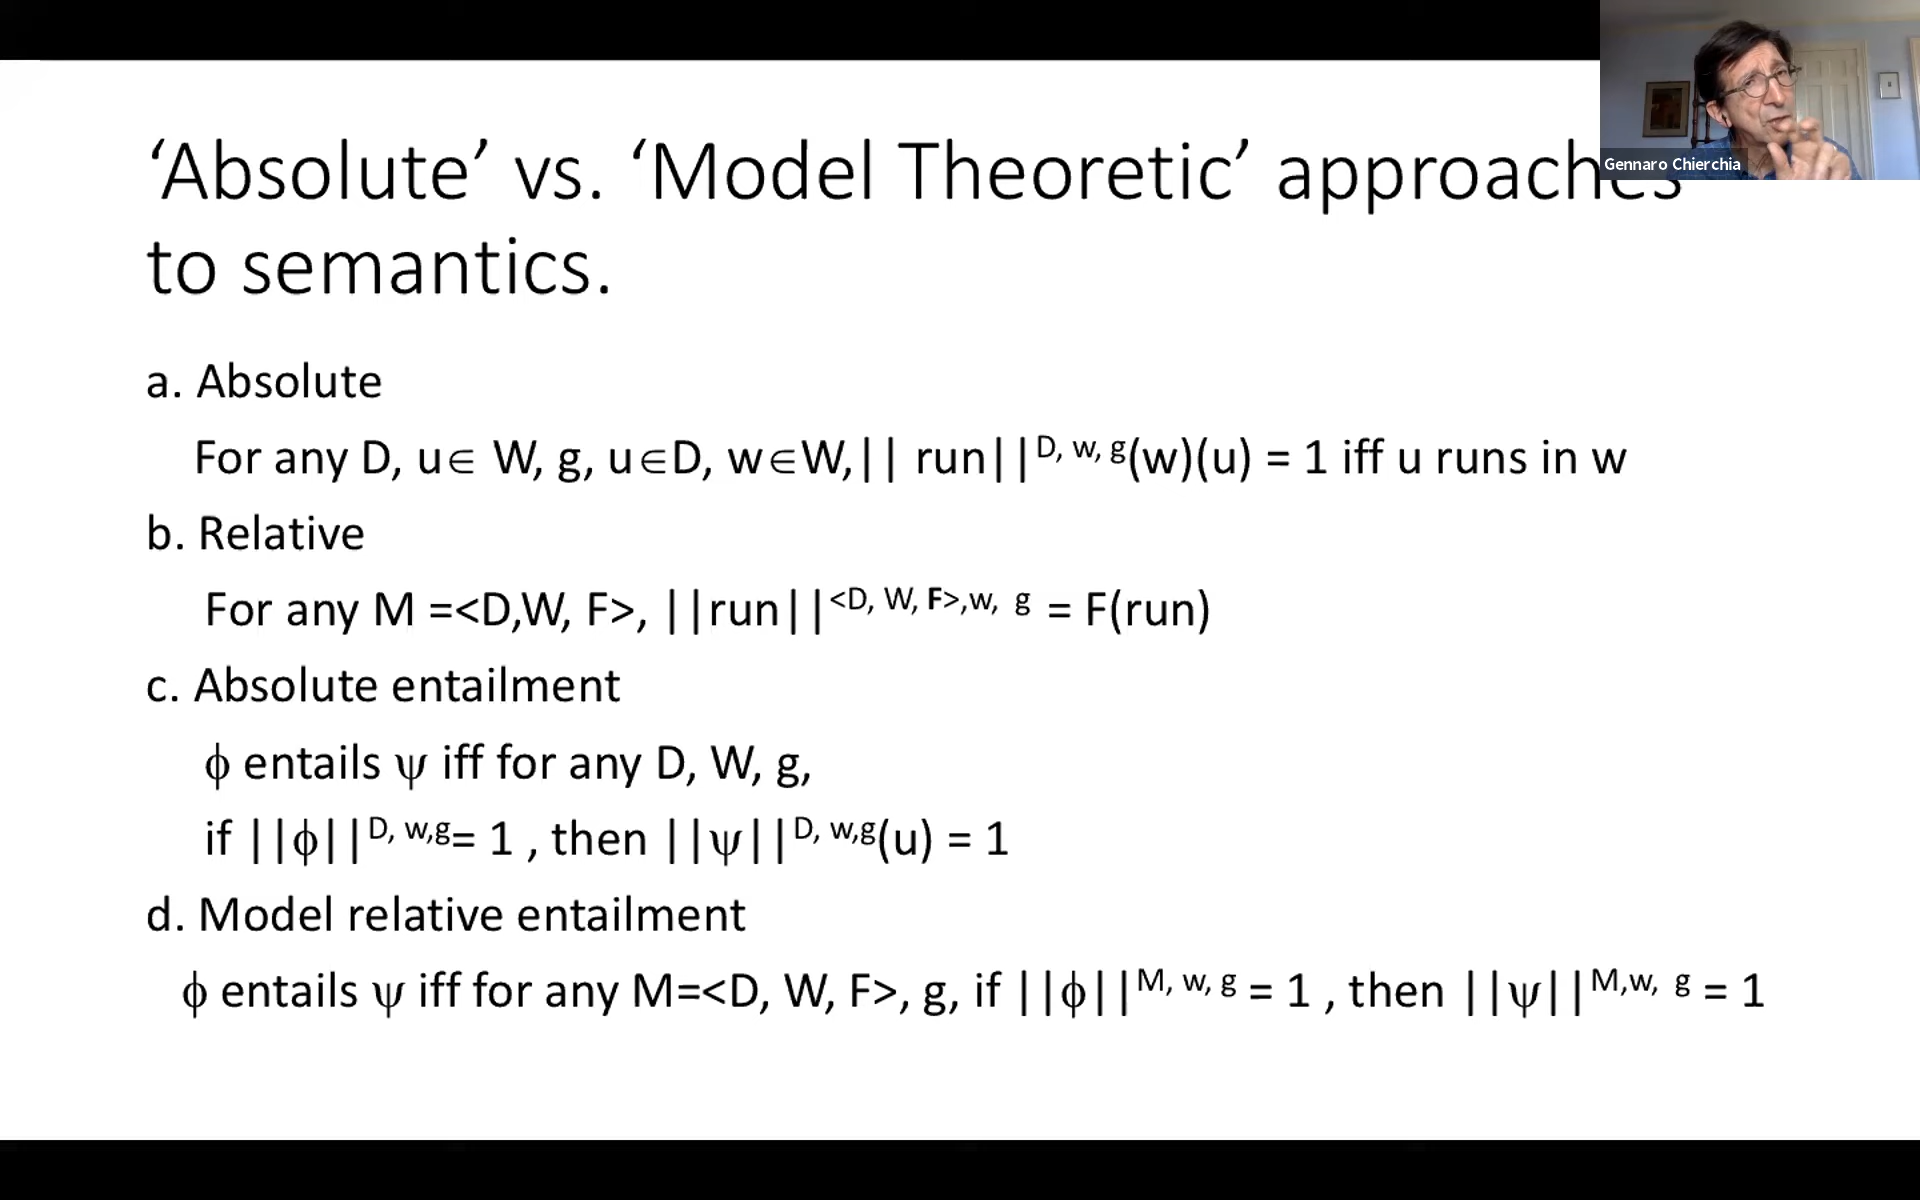 ‘Absolute’ vs. ‘Model Theoretic’ approaches
to semantics.
Gennaro Chierchia
a. Absolute
For any D, u∈ W, g, u∈D, w∈W,|| run||ᴰ, ʷ, ᵍ(w)(u) = 1 iff u runs in w
b. Relative
For any M =<D,W, F>, ||run||<D, W, F>,w, g = F(run)
c. Absolute entailment
ϕ entails ψ iff for any D, W, g,
if ||ϕ||ᴰ, ʷ,ᵍ= 1 , then ||ψ||ᴰ, ʷ,ᵍ(u) = 1
d. Model relative entailment
ϕ entails ψ iff for any M=<D, W, F>, g, if ||ϕ||ᴹ, ʷ, ᵍ = 1 , then ||ψ||ᴹ,ʷ, ᵍ = 1